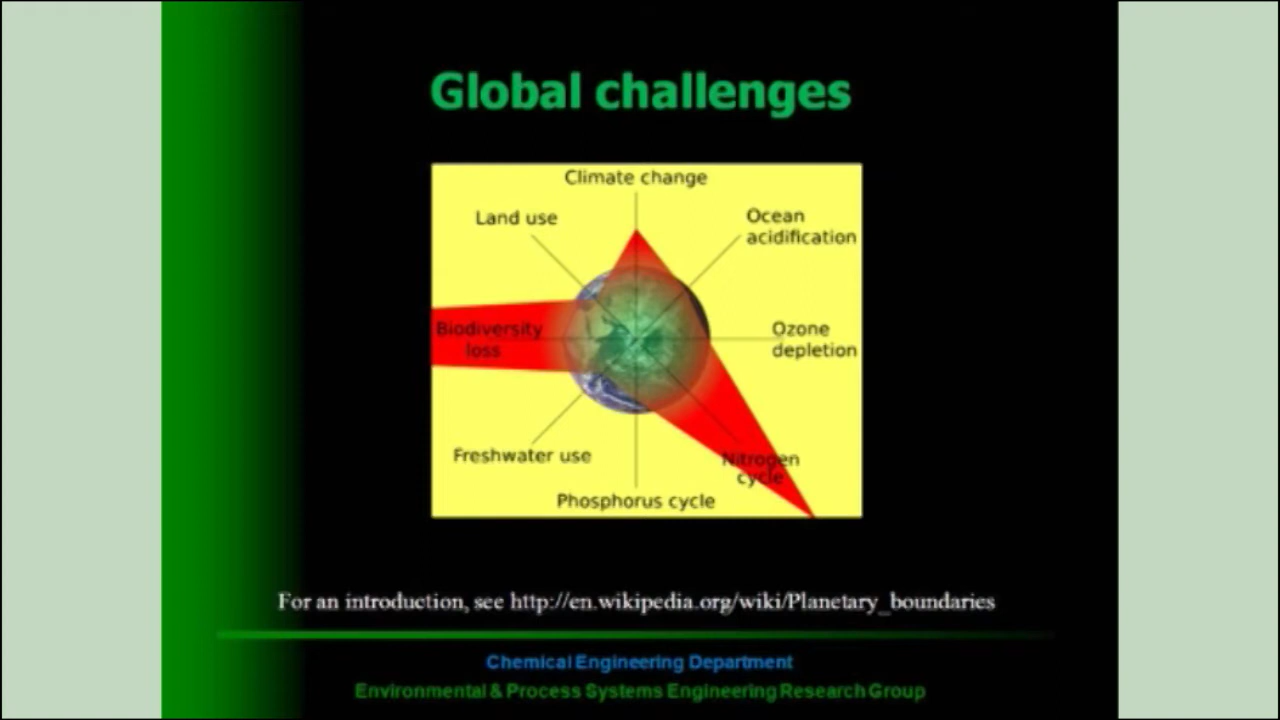 Global challenges
Climate change
Land use
Ocean
acidification
Biodiversity
loss
Ozone
depletion
Freshwater use
Nitrogen
cycle
Phosphorus cycle
For an introduction, see http://en.wikipedia.org/wiki/Planetary_boundaries
Chemical Engineering Department
Environmental & Process Systems Engineering Research Group